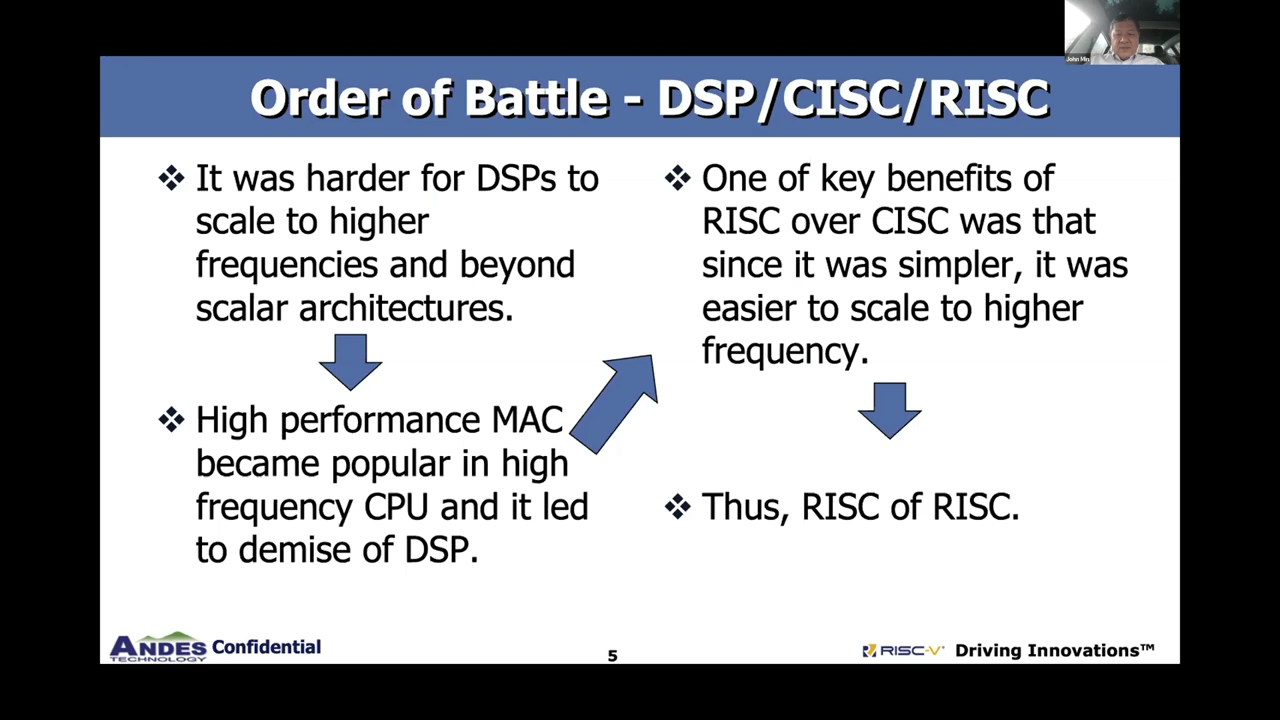 John Min
Order of Battle - DSP/CISC/RISC
❖ It was harder for DSPs to
scale to higher
frequencies and beyond
scalar architectures.
❖ High performance MAC
became popular in high
frequency CPU and it led
to demise of DSP.
❖ One of key benefits of
RISC over CISC was that
since it was simpler, it was
easier to scale to higher
frequency.
❖ Thus, RISC of RISC.
ANDES
TECHNOLOGY
Confidential
5
RISC-V® Driving Innovations™